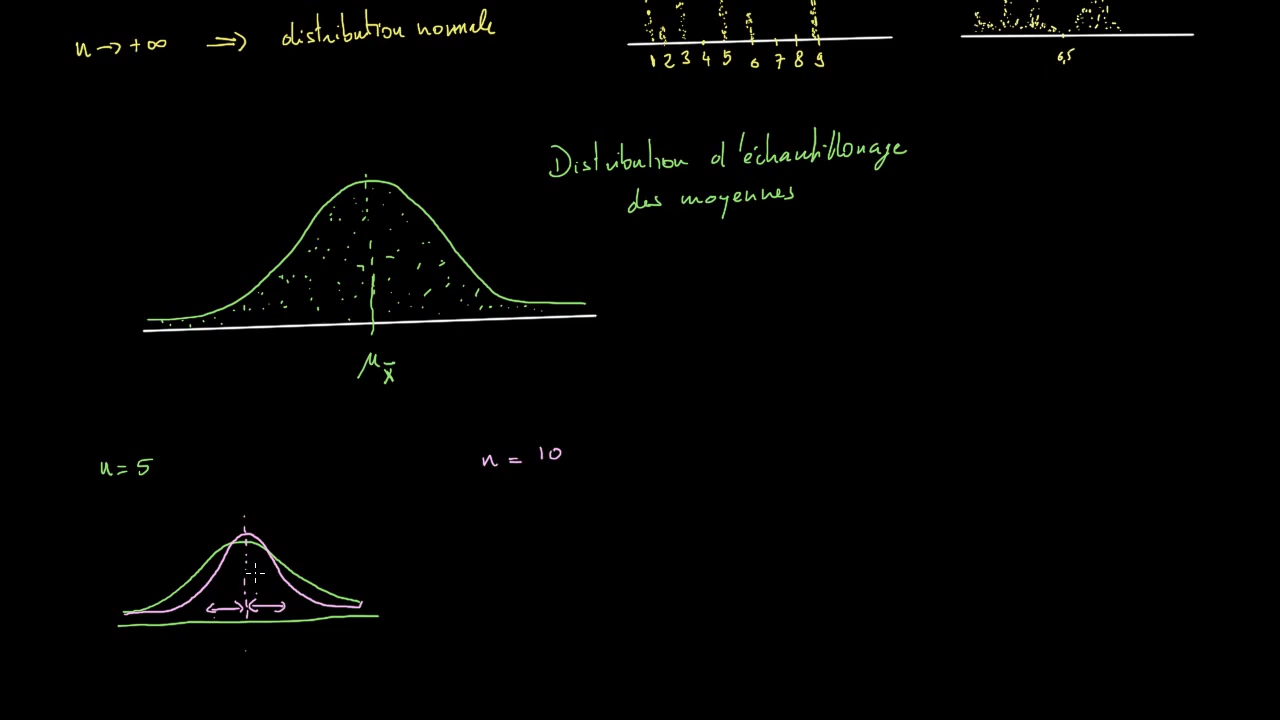 n → +∞ ⇒ distribution normale
1 2 3 4 5 6 7 8 9
6,5
Distribution d'échantillonage
des moyennes
μx̄
n = 5
n = 10